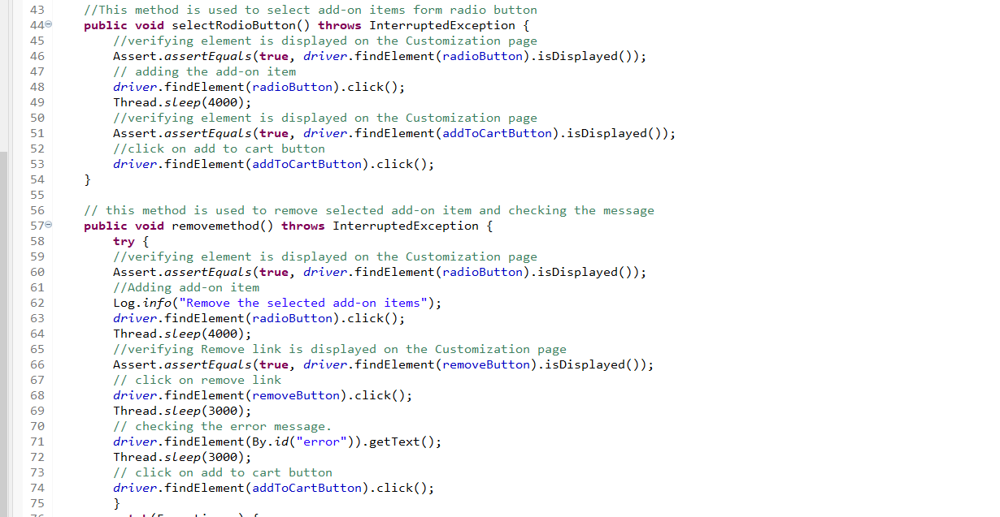 43 //This method is used to select add-on items form radio button
44 public void selectRodioButton() throws InterruptedException {
45 //verifying element is displayed on the Customization page
46 Assert.assertEquals(true, driver.findElement(radioButton).isDisplayed());
47 // adding the add-on item
48 driver.findElement(radioButton).click();
49 Thread.sleep(4000);
50 //verifying element is displayed on the Customization page
51 Assert.assertEquals(true, driver.findElement(addToCartButton).isDisplayed());
52 //click on add to cart button
53 driver.findElement(addToCartButton).click();
54 }
55
56 // this method is used to remove selected add-on item and checking the message
57 public void removemethod() throws InterruptedException {
58 try {
59 //verifying element is displayed on the Customization page
60 Assert.assertEquals(true, driver.findElement(radioButton).isDisplayed());
61 //Adding add-on item
62 Log.info("Remove the selected add-on items");
63 driver.findElement(radioButton).click();
64 Thread.sleep(4000);
65 //verifying Remove link is displayed on the Customization page
66 Assert.assertEquals(true, driver.findElement(removeButton).isDisplayed());
67 // click on remove link
68 driver.findElement(removeButton).click();
69 Thread.sleep(3000);
70 // checking the error message.
71 driver.findElement(By.id("error")).getText();
72 Thread.sleep(3000);
73 // click on add to cart button
74 driver.findElement(addToCartButton).click();
75 }